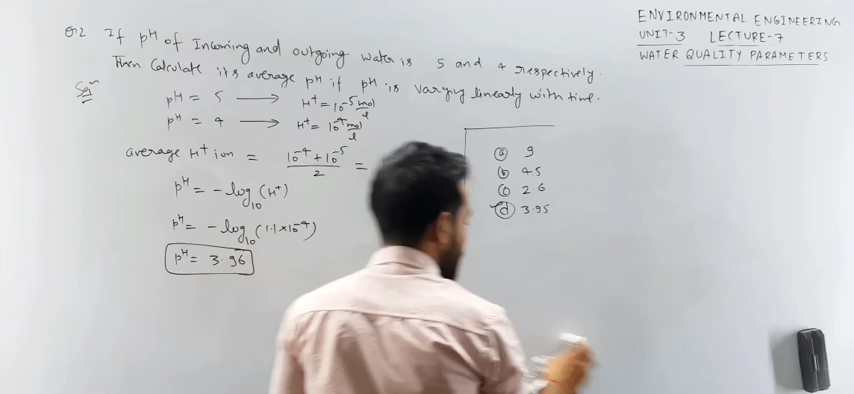 ENVIRONMENTAL ENGINEERING
UNIT-3 LECTURE-7
WATER QUALITY PARAMETERS
Q2 If pH of Incoming and outgoing water is 5 and 4 respectively.
Then Calculate its average pH if pH is varying linearly with time.
Solⁿ
pH = 5 → H⁺ = 10⁻⁵ mol/l
pH = 4 → H⁺ = 10⁻⁴ mol/l
average H⁺ ion = (10⁻⁴ + 10⁻⁵)/2 =
pH = -log₁₀(H⁺)
pH = -log₁₀(1.1×10⁻⁴)
pH = 3.96
ⓐ 9
ⓑ 4.5
ⓒ 2.6
ⓓ 3.95